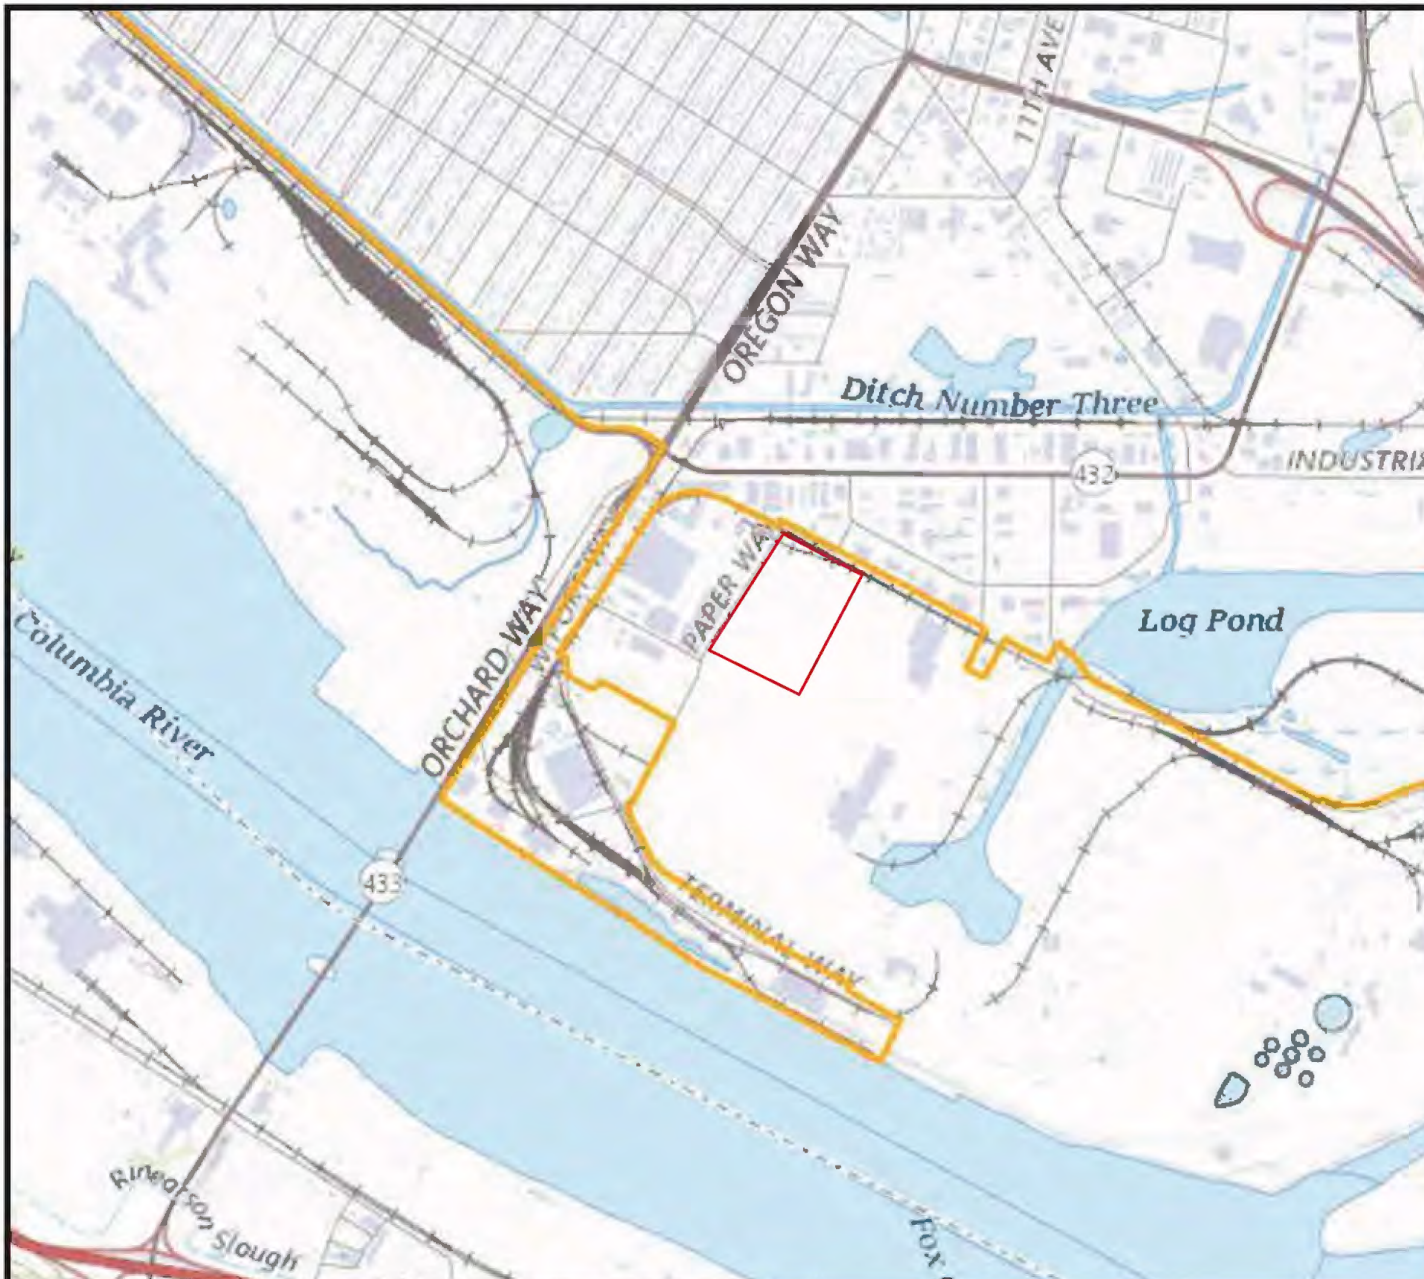 11TH AVE
OREGON WAY
Ditch Number Three
432
INDUSTRI
PAPER WAY
ORCHARD WAY
Log Pond
Columbia River
433
TERMINAL WAY
Rinearson Slough
Fox